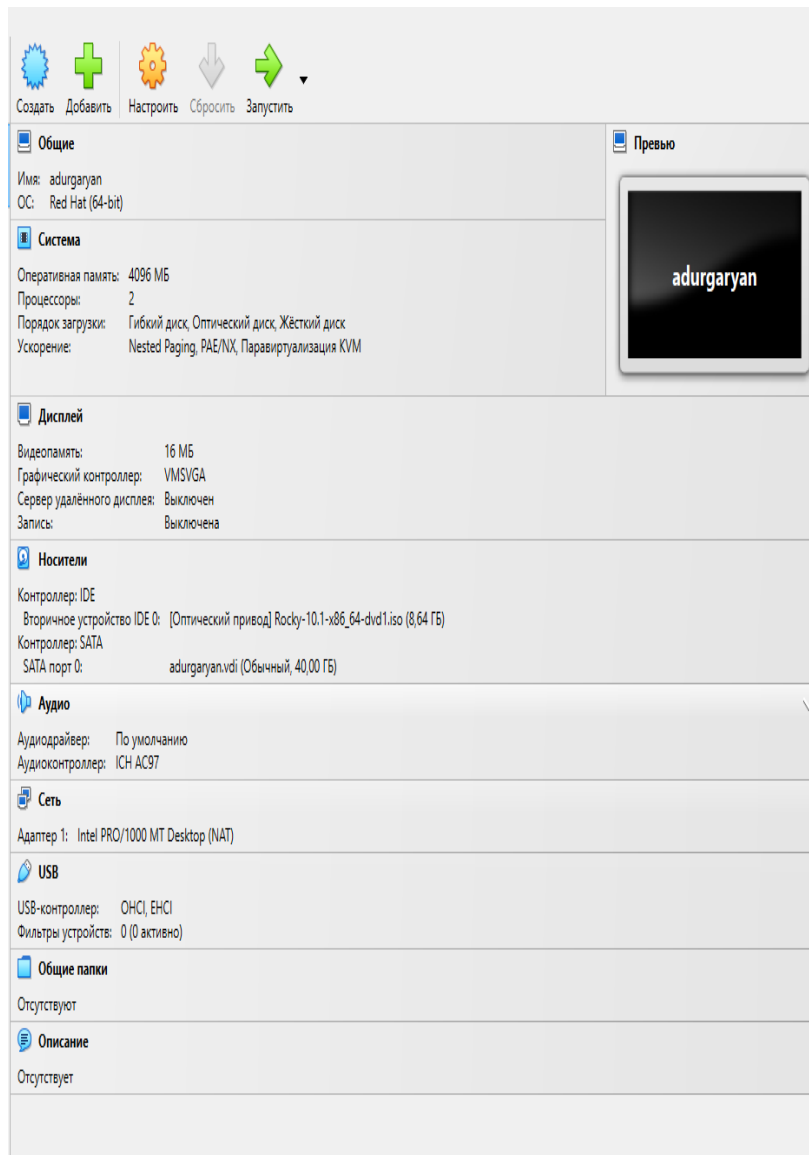 Создать Добавить Настроить Сбросить Запустить
Общие
Имя: adurgaryan
ОС: Red Hat (64-bit)
Превью
adurgaryan
Система
Оперативная память: 4096 МБ
Процессоры: 2
Порядок загрузки: Гибкий диск, Оптический диск, Жёсткий диск
Ускорение: Nested Paging, PAE/NX, Паравиртуализация KVM
Дисплей
Видеопамять: 16 МБ
Графический контроллер: VMSVGA
Сервер удалённого дисплея: Выключен
Запись: Выключена
Носители
Контроллер: IDE
Вторичное устройство IDE 0: [Оптический привод] Rocky-10.1-x86_64-dvd1.iso (8,64 ГБ)
Контроллер: SATA
SATA порт 0: adurgaryan.vdi (Обычный, 40,00 ГБ)
Аудио
Аудиодрайвер: По умолчанию
Аудиоконтроллер: ICH AC97
Сеть
Адаптер 1: Intel PRO/1000 MT Desktop (NAT)
USB
USB-контроллер: OHCI, EHCI
Фильтры устройств: 0 (0 активно)
Общие папки
Отсутствуют
Описание
Отсутствует